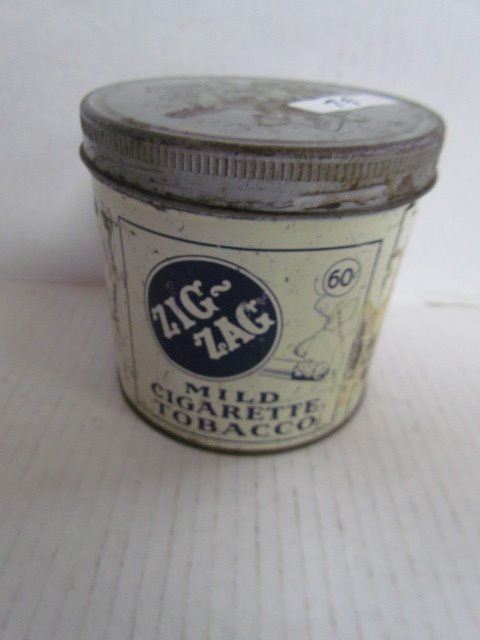 ZIG~
ZAG
60¢
MILD
CIGARETTE
TOBACCO